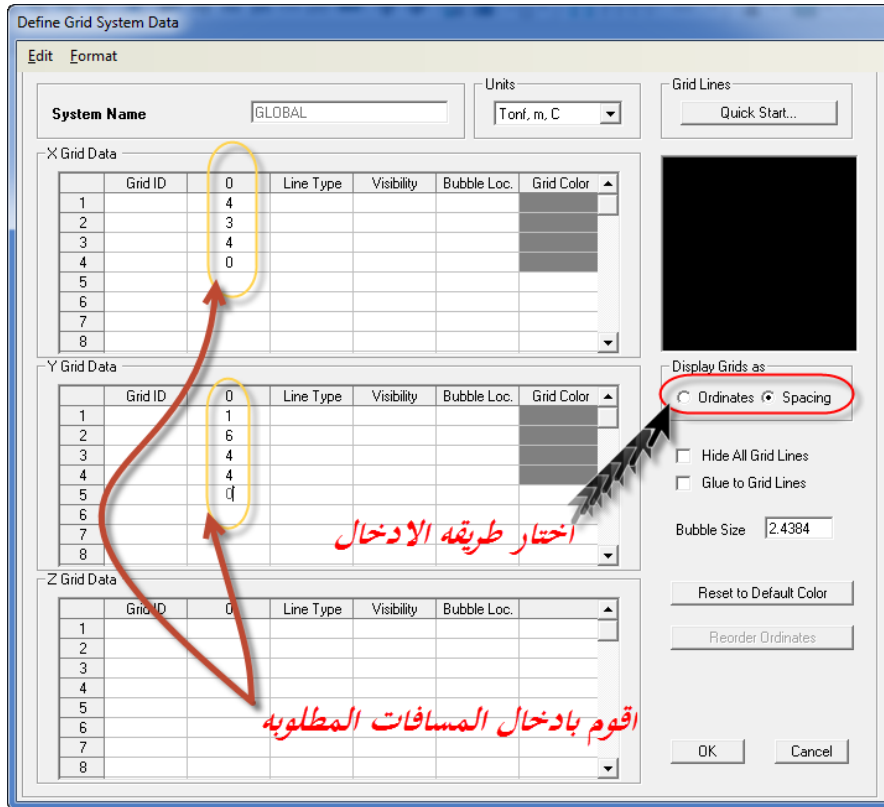 Define Grid System Data
Edit Format
System Name GLOBAL
Units
Tonf, m, C
Grid Lines
Quick Start...
X Grid Data
Grid ID 0 Line Type Visibility Bubble Loc. Grid Color
1 4
2 3
3 4
4 0
5
6
7
8
Y Grid Data
Grid ID 0 Line Type Visibility Bubble Loc. Grid Color
1 1
2 6
3 4
4 4
5 0
6
7
8
Z Grid Data
Grid ID 0 Line Type Visibility Bubble Loc.
1
2
3
4
5
6
7
8
Display Grids as
Ordinates Spacing
Hide All Grid Lines
Glue to Grid Lines
Bubble Size 2.4384
Reset to Default Color
Reorder Ordinates
OK Cancel
اختار طريقه الادخال
اقوم بادخال المسافات المطلوبه